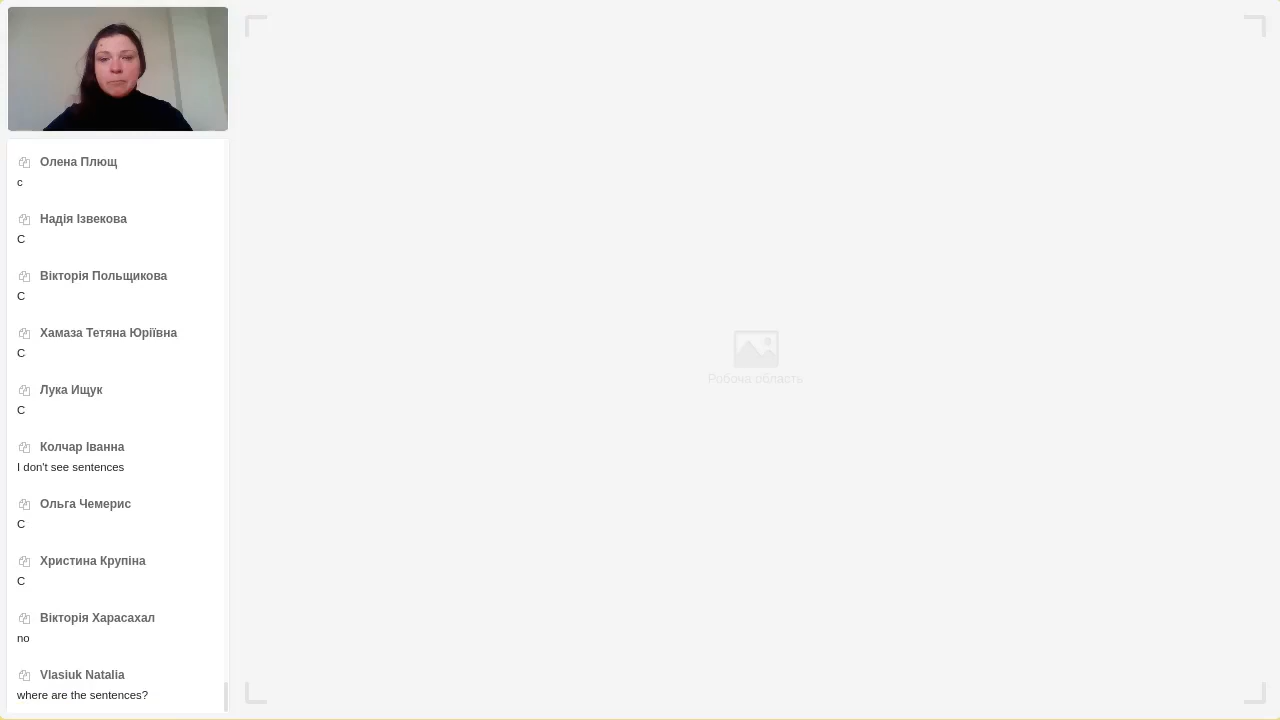 Олена Плющ
c
Надія Ізвекова
C
Вікторія Польщикова
C
Хамаза Тетяна Юріївна
C
Лука Ищук
C
Колчар Іванна
I don't see sentences
Ольга Чемерис
C
Христина Крупіна
C
Вікторія Харасахал
no
Vlasiuk Natalia
where are the sentences?
Робоча область